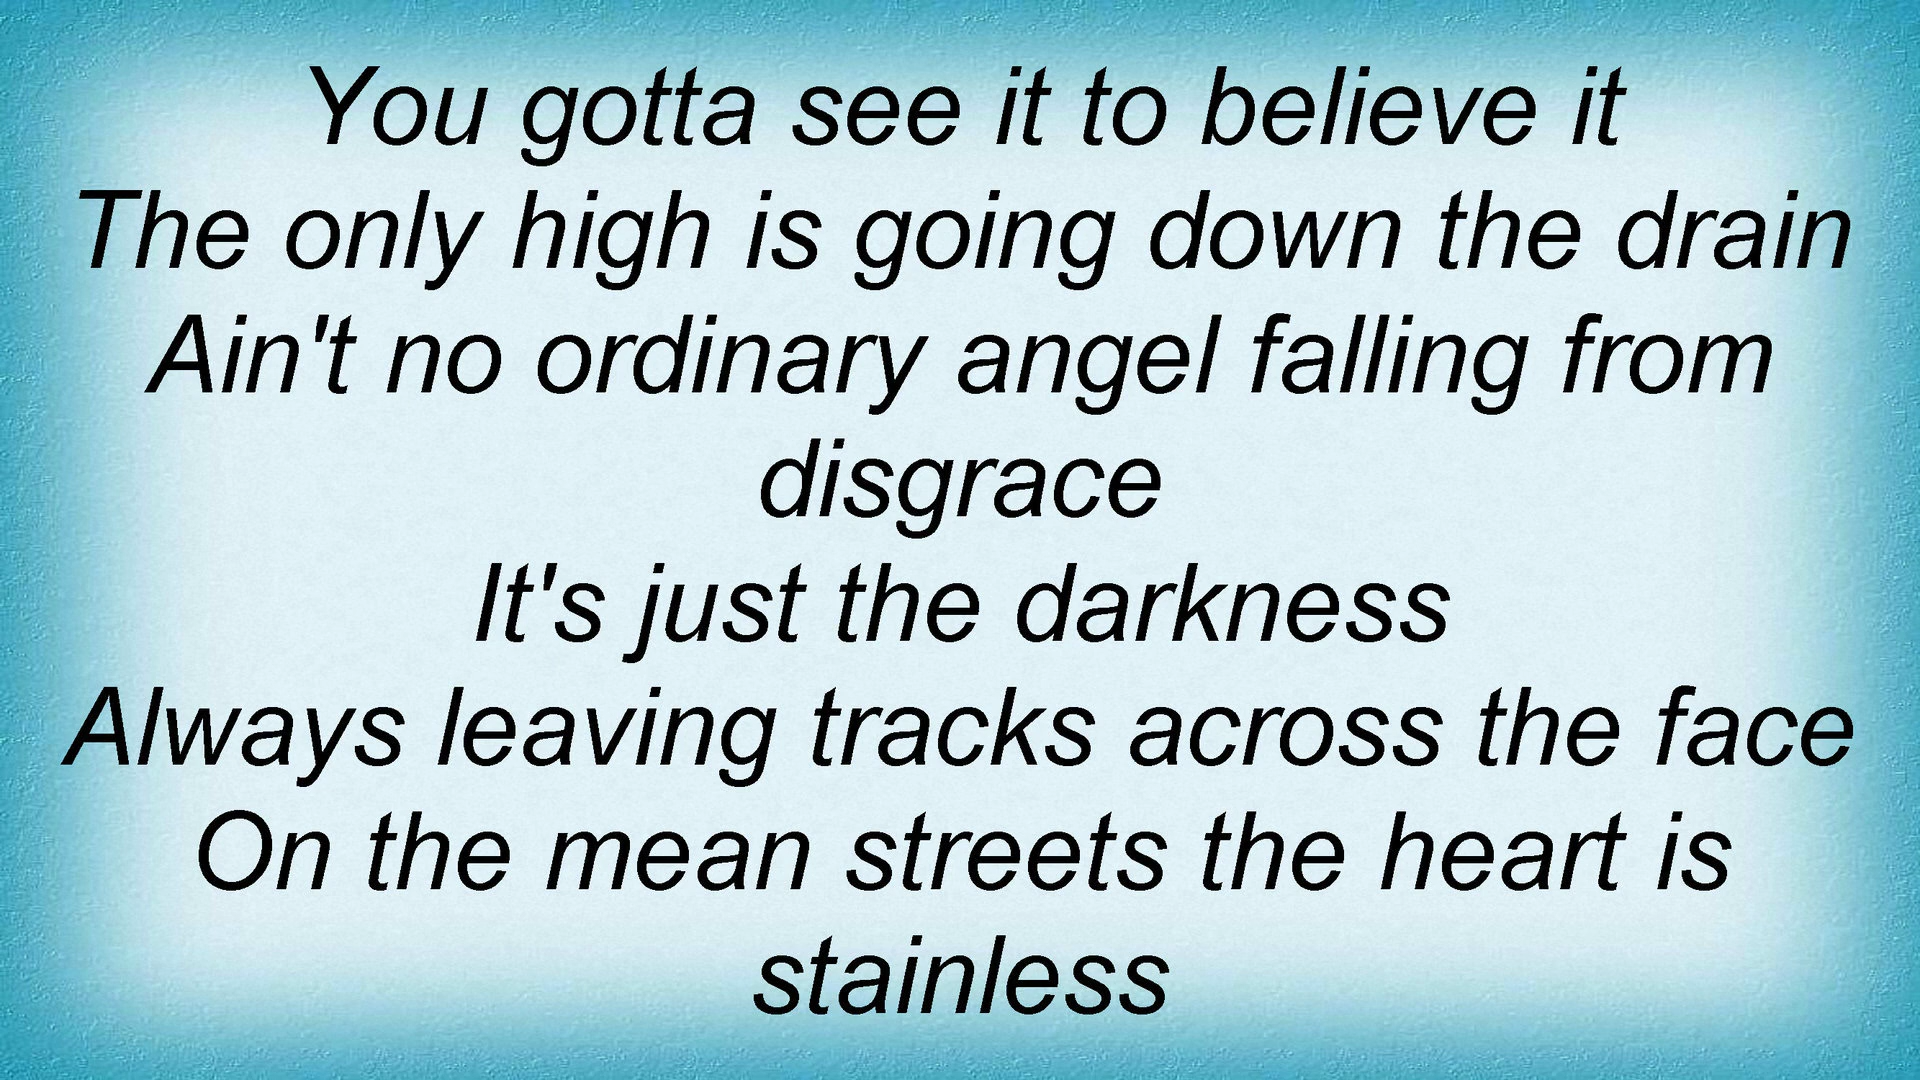 You gotta see it to believe it
The only high is going down the drain
Ain't no ordinary angel falling from
disgrace
It's just the darkness
Always leaving tracks across the face
On the mean streets the heart is
stainless